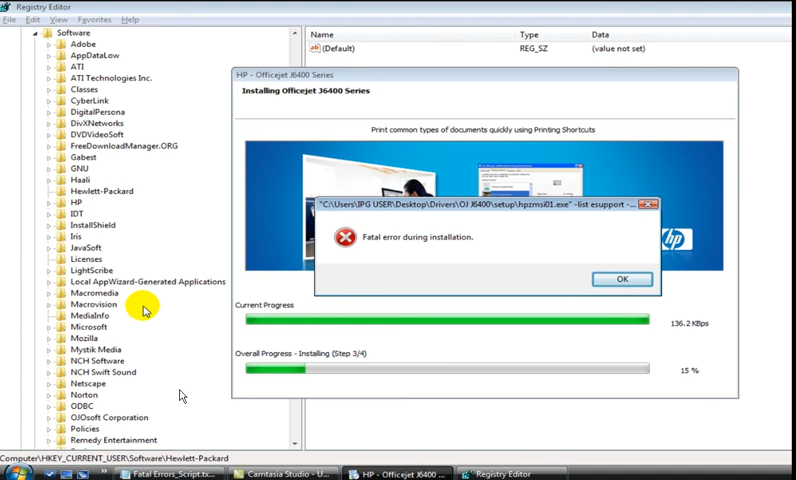 Registry Editor
File Edit View Favorites Help
Software
Adobe
AppDataLow
ATI
ATI Technologies Inc.
Classes
CyberLink
DigitalPersona
DivXNetworks
DVDVideoSoft
FreeDownloadManager.ORG
Gabest
GNU
Haali
Hewlett-Packard
HP
IDT
InstallShield
Iris
JavaSoft
Licenses
LightScribe
Local AppWizard-Generated Applications
Macromedia
Macrovision
MediaInfo
Microsoft
Mozilla
Mystik Media
NCH Software
NCH Swift Sound
Netscape
Norton
ODBC
OJOsoft Corporation
Policies
Remedy Entertainment
Name Type Data
ab (Default) REG_SZ (value not set)
HP - Officejet J6400 Series
Installing Officejet J6400 Series
Print common types of documents quickly using Printing Shortcuts
"C:\Users\IPG USER\Desktop\Drivers\OJ J6400\setup\hpzmsi01.exe" -list esupport -...
Fatal error during installation.
OK
hp
Current Progress
136.2 KBps
Overall Progress - Installing (Step 3/4)
15 %
Computer\HKEY_CURRENT_USER\Software\Hewlett-Packard
Fatal Errors_Script.tx... Camtasia Studio - U... HP - Officejet J6400 ... Registry Editor